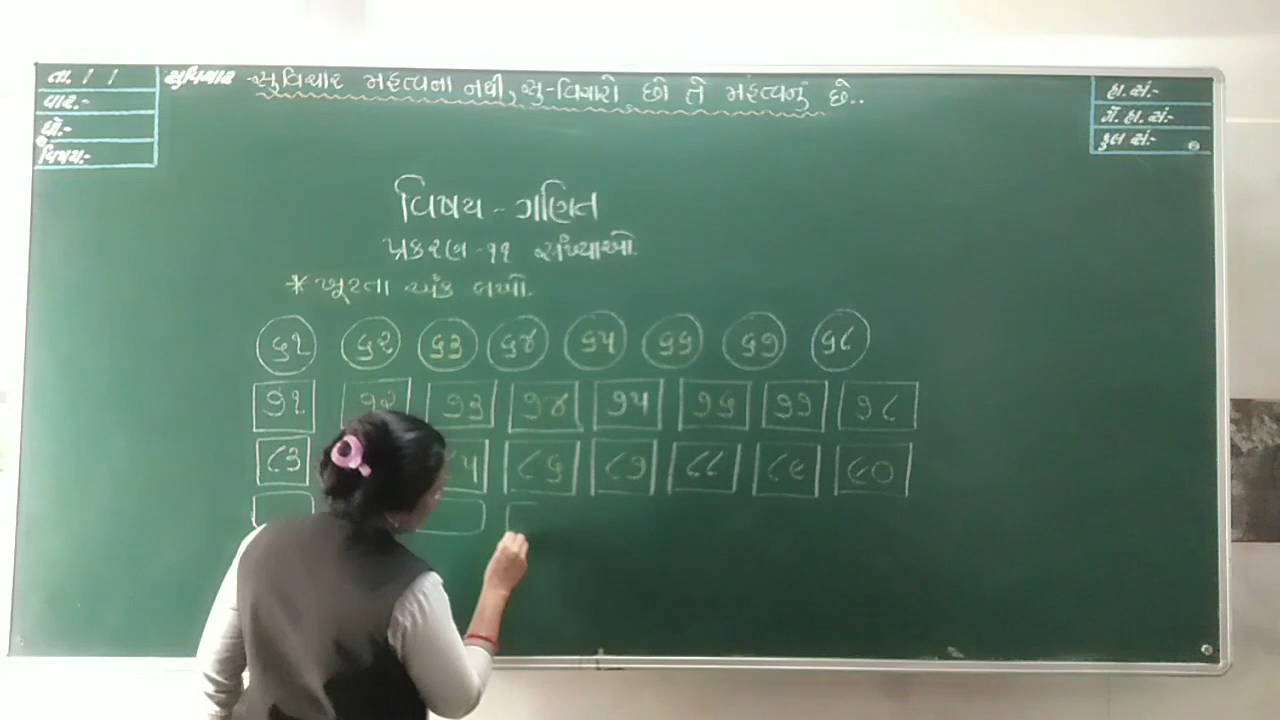 તા. / /
વાર:-
ઘો.-
વિષય:-
સુવિચાર -સુવિચાર મહત્વના નથી, સુ-વિચારો છો તે મહત્વનું છે..
હા. સં:-
ગે. હા. સં:-
કુલ સં:-
વિષય - ગણિત
પ્રકરણ - ૧૧ સંખ્યાઓ.
* ખૂટતા અંક લખો.
૬૧ ૬૨ ૬૩ ૬૪ ૬૫ ૬૬ ૬૭ ૬૮
૭૧ ૭૨ ૭૩ ૭૪ ૭૫ ૭૬ ૭૭ ૭૮
૮૩ ૮૬ ૮૭ ૮૮ ૮૯ ૯૦